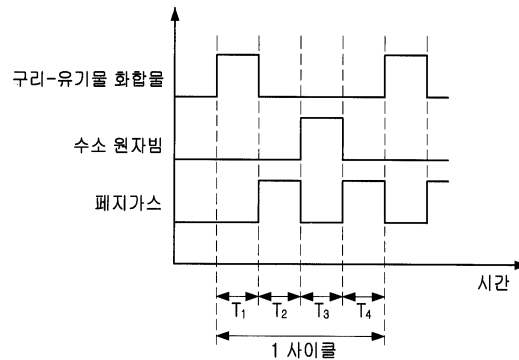 구리-유기물 화합물
수소 원자빔
페지가스
시간
T₁ T₂ T₃ T₄
1 사이클